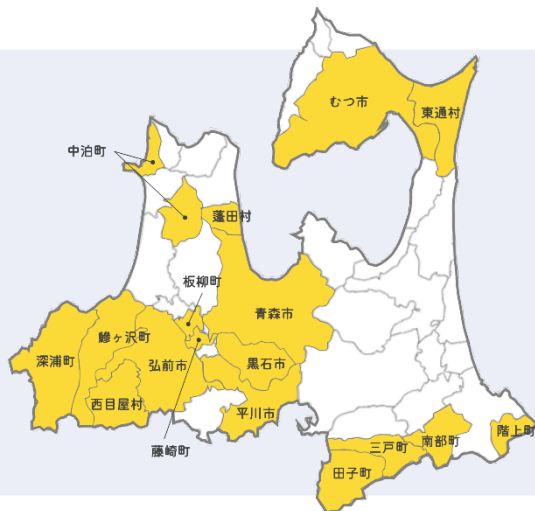 むつ市
東通村
中泊町
蓬田村
板柳町
青森市
鰺ヶ沢町
深浦町
弘前市
黒石市
西目屋村
平川市
藤崎町
階上町
南部町
三戸町
田子町